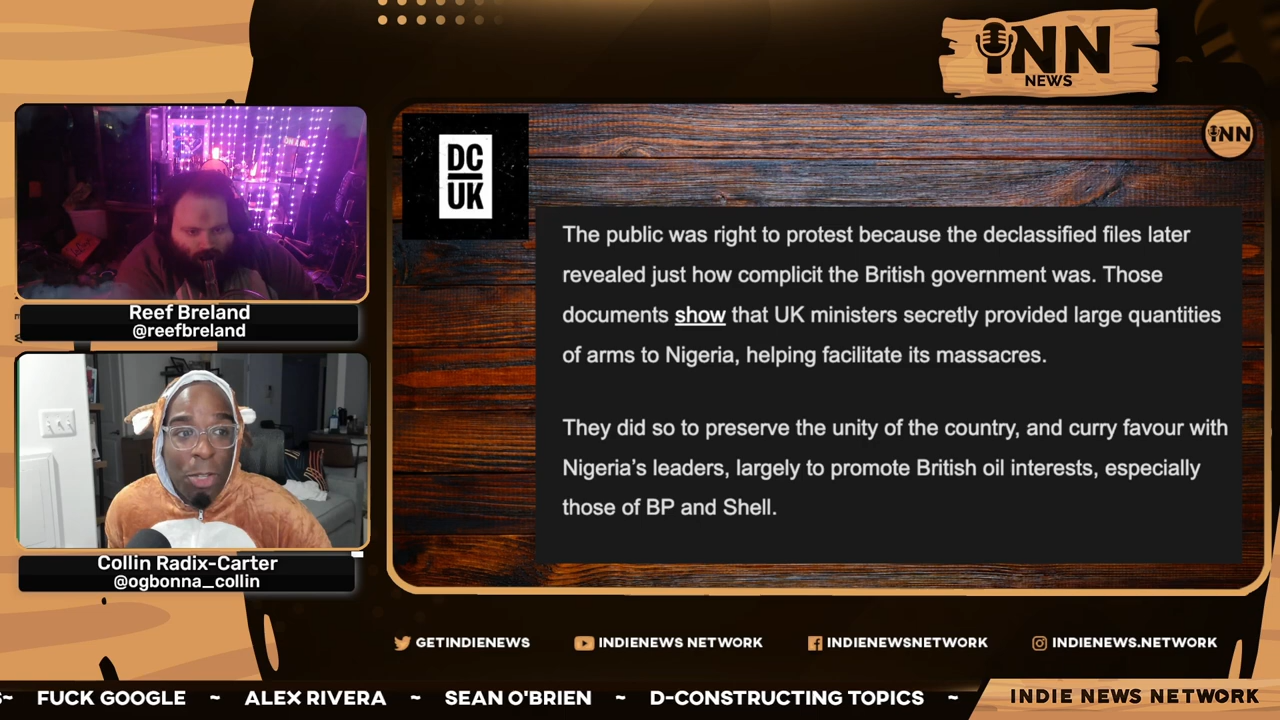 INN
NEWS
INN
DC
UK
The public was right to protest because the declassified files later
revealed just how complicit the British government was. Those
documents show that UK ministers secretly provided large quantities
of arms to Nigeria, helping facilitate its massacres.
They did so to preserve the unity of the country, and curry favour with
Nigeria’s leaders, largely to promote British oil interests, especially
those of BP and Shell.
Reef Breland
@reefbreland
Collin Radix-Carter
@ogbonna_collin
GETINDIENEWS
INDIENEWS NETWORK
INDIENEWSNETWORK
INDIENEWS.NETWORK
~ FUCK GOOGLE ~ ALEX RIVERA ~ SEAN O'BRIEN ~ D-CONSTRUCTING TOPICS ~
INDIE NEWS NETWORK